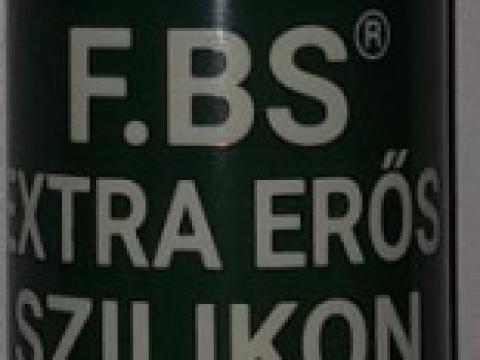 F.BS®
EXTRA ERŐS
SZILIKON